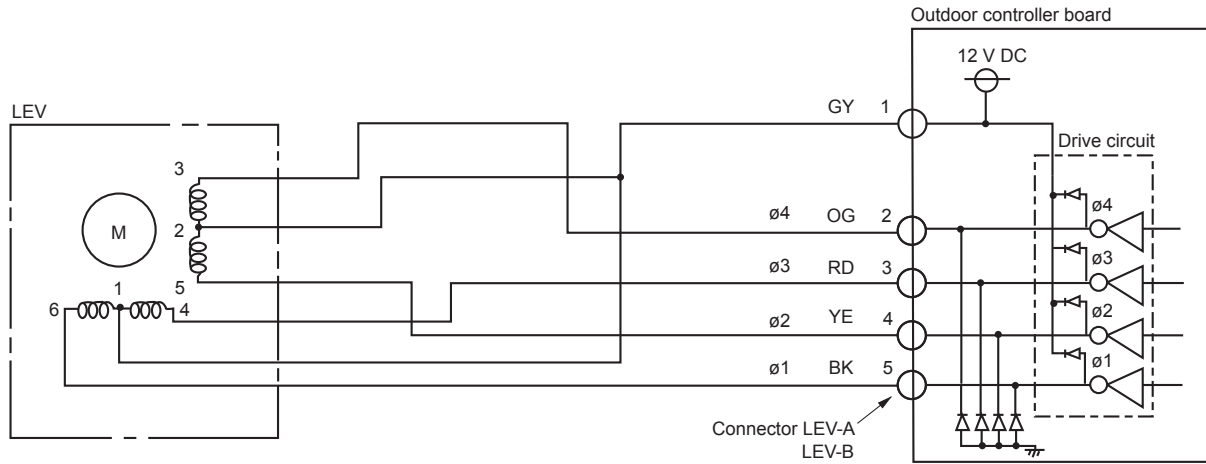 Outdoor controller board
12 V DC
LEV
GY 1
Drive circuit
3
ø4 OG 2 ø4
M
2
ø3 RD 3 ø3
5
1
6 4
ø2 YE 4 ø2
ø1 BK 5 ø1
Connector LEV-A
LEV-B